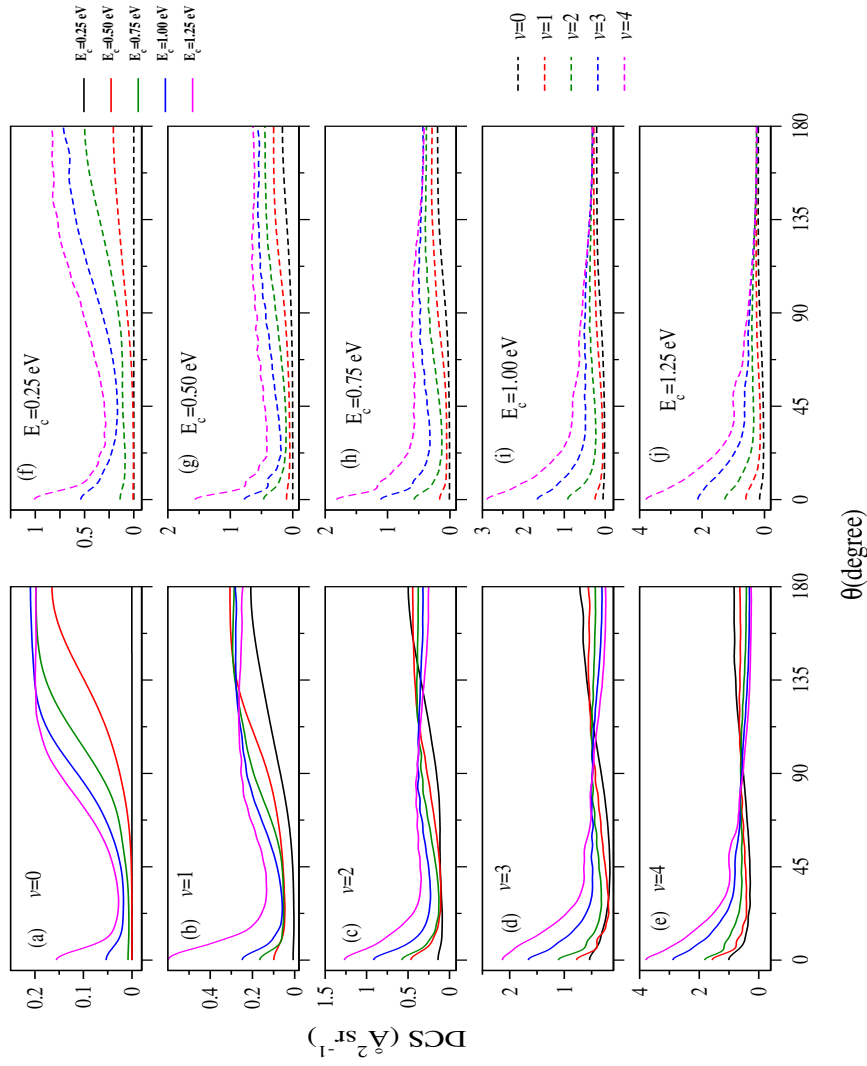 0.2
0.1
0
(a) v=0
1
0.5
0
(f) E_c=0.25 eV
E_c=0.25 eV
E_c=0.50 eV
E_c=0.75 eV
E_c=1.00 eV
E_c=1.25 eV
1
0.5
0
(b) v=1
2
1
0
(g) E_c=0.50 eV
DCS (Å²sr⁻¹)
1.5
1
0.5
0
(c) v=2
2
1
0
(h) E_c=0.75 eV
2
1
(d) v=3
3
2
1
0
(i) E_c=1.00 eV
v=0
v=1
v=2
v=3
v=4
4
2
0
(e) v=4
4
3
2
1
0
(j) E_c=1.25 eV
0 45 90 135 180
0 45 90 135 180
θ(degree)